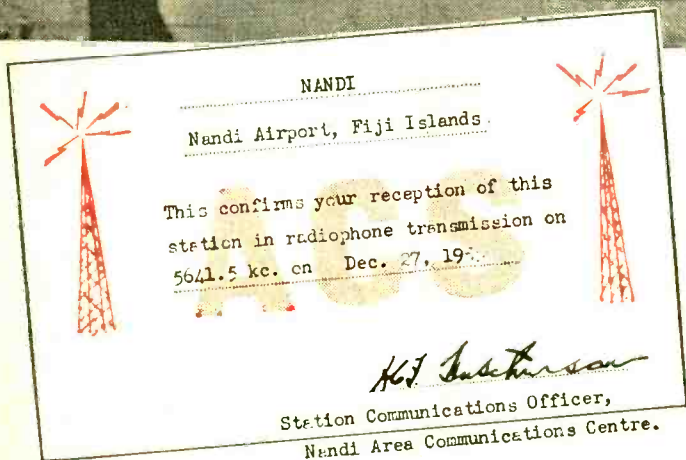 NANDI
Nandi Airport, Fiji Islands
ACS
This confirms your reception of this
station in radiophone transmission on
5641.5 kc. on Dec. 27,
Station Communications Officer,
Nandi Area Communications Centre.